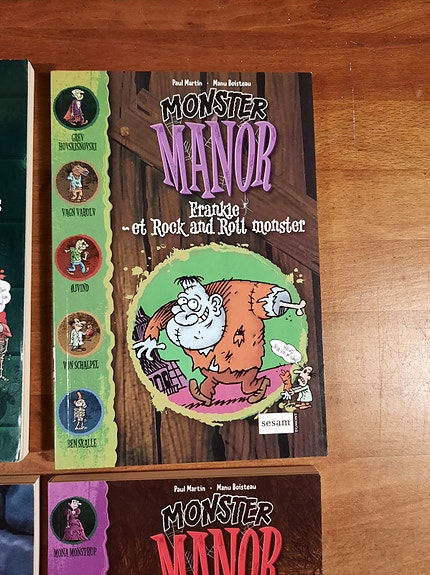 Paul Martin • Manu Boisteau
MONSTER
MANOR
Frankie
- et Rock and Roll monster
GREV
HOVSKISNOVSKI
VAGN VARULV
ØJVIND
VON SCHALPEL
BEN SKALLE
sesam
Paul Martin • Manu Boisteau
MONSTER
MANOR
MONA MONSTRUP